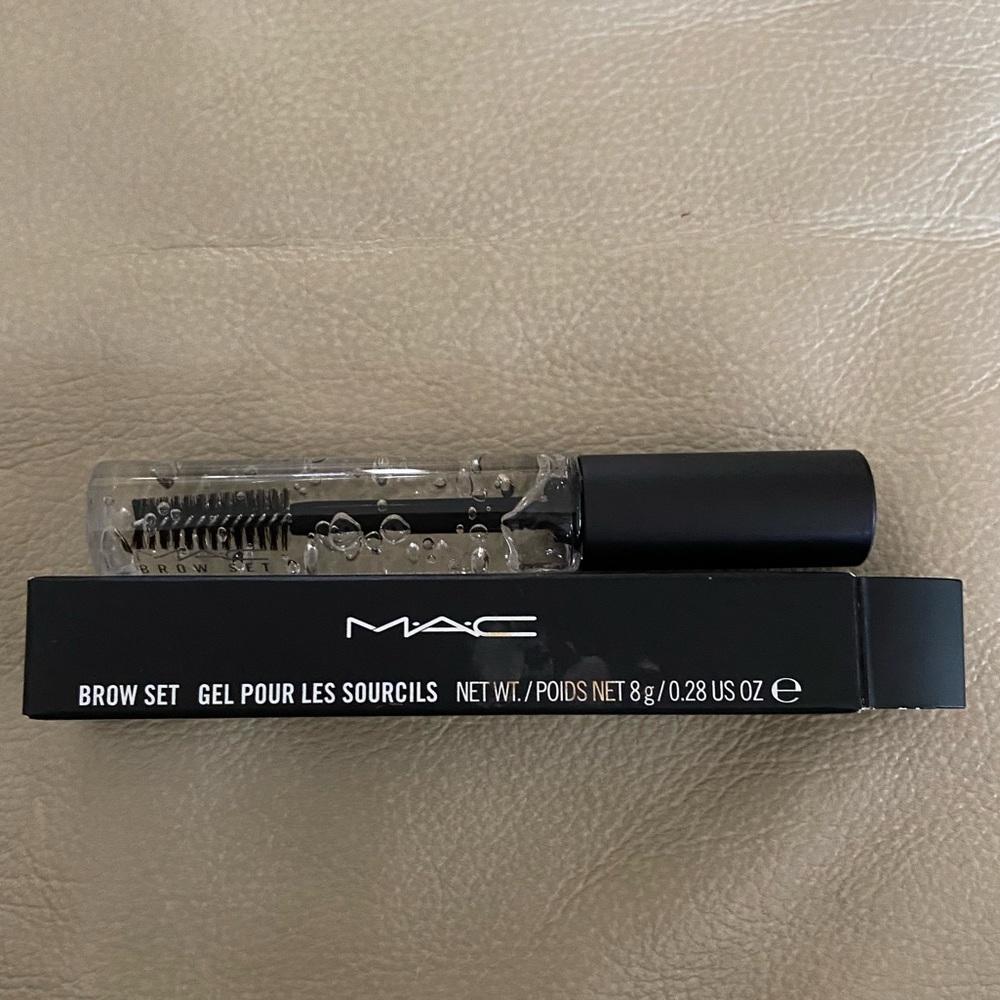 BROW SET
M·A·C
BROW SET GEL POUR LES SOURCILS NET WT. / POIDS NET 8 g / 0.28 US OZ ℮